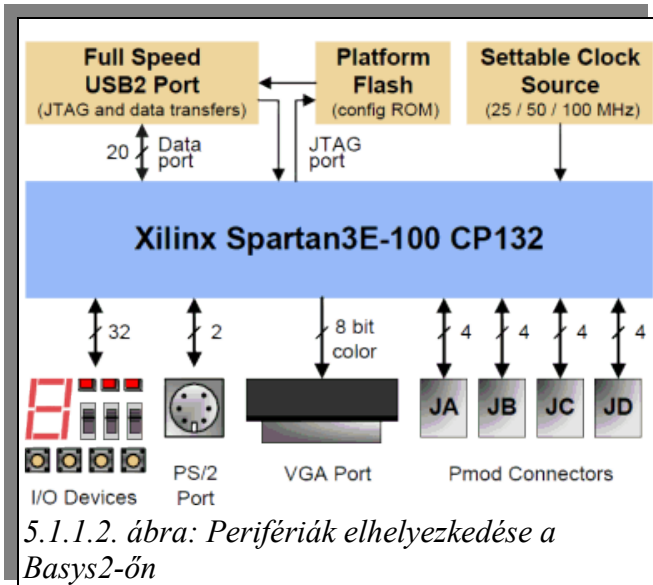 Full Speed
USB2 Port
(JTAG and data transfers)
Platform
Flash
(config ROM)
Settable Clock
Source
(25 / 50 / 100 MHz)
20
Data
port
JTAG
port
Xilinx Spartan3E-100 CP132
32
2
8 bit
color
4
4
4
4
JA
JB
JC
JD
I/O Devices
PS/2
Port
VGA Port
Pmod Connectors
5.1.1.2. ábra: Perifériák elhelyezkedése a
Basys2-őn